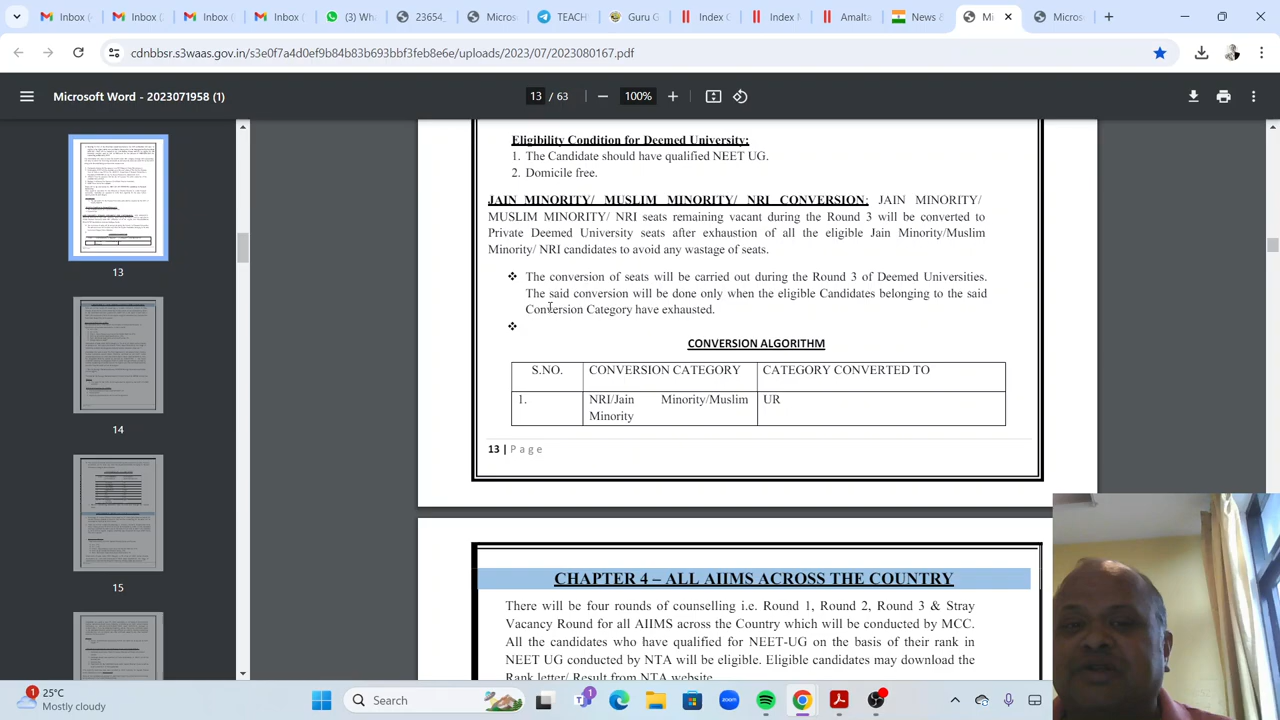 Inbox (
Inbox (
Inbox (
Inbox (
(3) Wh
23654
Micros
TEACH
Guru G
Index C
Index M
Amalta
News &
Mi
Micros
cdnbbsr.s3waas.gov.in/s3e0f7a4d0ef9b84b83b693bbf3feb8e6e/uploads/2023/07/2023080167.pdf
Microsoft Word - 2023071958 (1)
13 / 63
100%
13
14
15
Eligibility Condition for Deemed University:
Candidate should have qualified NEET UG.
2. free.
MINORITY/ NRI CONVERSION: JAIN MINORITY/
NRI seats remaining vacant during the Round 3 will be converted to
Private University seats after exhaustion of all the eligible Jain Minority/Muslim
Minority/ NRI candidates to avoid any wastage of seats.
❖ The conversion of seats will be carried out during the Round 3 of Deemed Universities.
The said conversion will be done only when the eligible Candidates belonging to the said
Conversion Category have exhausted.
❖
CONVERSION ALGORITHM
NO. CONVERSION CATEGORY CATEGORY CONVERTED TO
1. NRI/Jain Minority/Muslim UR
Minority
13 | P a g e
CHAPTER 4 – ALL AIIMS ACROSS THE COUNTRY
There will be four rounds of counselling i.e. Round 1, Round 2, Round 3 & Stray
Vacancy Round for all AIIMS across the Country which will be conducted by MCC.
All the candidates who have qualified for NEET-UG on the basis of their rank in
NEET-UG conducted by NTA will be eligible. Eligible candidates may download the
result from NTA website
1
25°C
Mostly cloudy
Search
1
zoom